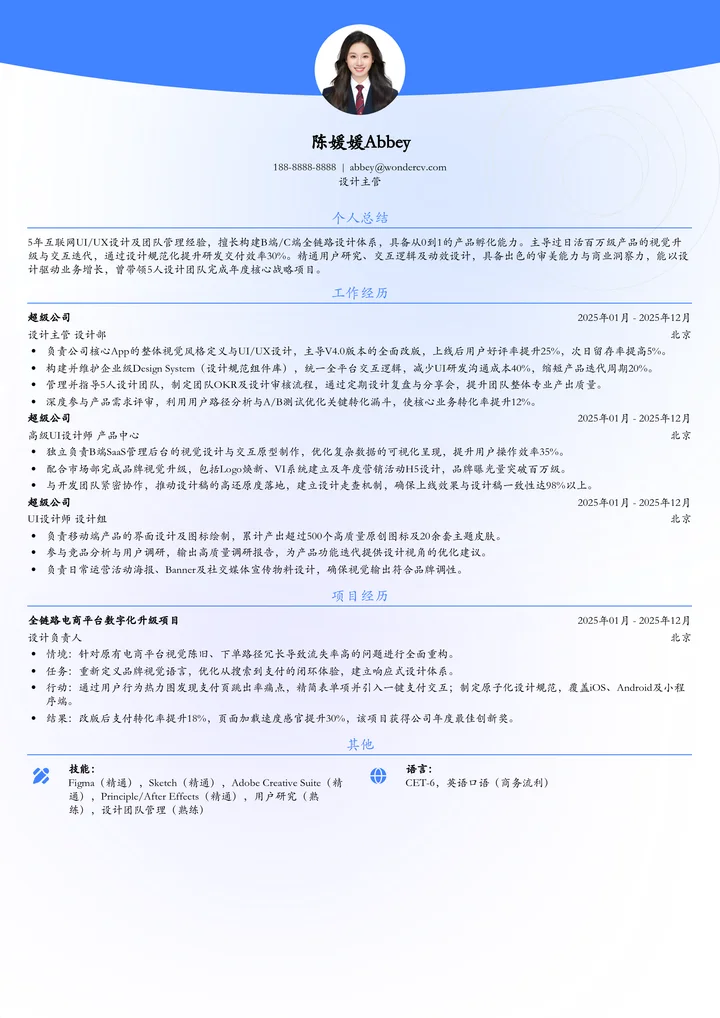 陈媛媛Abbey
188-8888-8888 | abbey@wondercv.com
设计主管
个人总结
5年互联网UI/UX设计及团队管理经验，擅长构建B端/C端全链路设计体系，具备从0到1的产品孵化能力。主导过日活百万级产品的视觉升
级与交互迭代，通过设计规范化提升研发交付效率30%。精通用户研究、交互逻辑及动效设计，具备出色的审美能力与商业洞察力，能以设
计驱动业务增长，曾带领5人设计团队完成年度核心战略项目。
工作经历
超级公司 2025年01月 - 2025年12月
设计主管 设计部 北京
• 负责公司核心App的整体视觉风格定义与UI/UX设计，主导V4.0版本的全面改版，上线后用户好评率提升25%，次日留存率提高5%。
• 构建并维护企业级Design System（设计规范组件库），统一全平台交互逻辑，减少UI研发沟通成本40%，缩短产品迭代周期20%。
• 管理并指导5人设计团队，制定团队OKR及设计审核流程，通过定期设计复盘与分享会，提升团队整体专业产出质量。
• 深度参与产品需求评审，利用用户路径分析与A/B测试优化关键转化漏斗，使核心业务转化率提升12%。
超级公司 2025年01月 - 2025年12月
高级UI设计师 产品中心 北京
• 独立负责B端SaaS管理后台的视觉设计与交互原型制作，优化复杂数据的可视化呈现，提升用户操作效率35%。
• 配合市场部完成品牌视觉升级，包括Logo焕新、VI系统建立及年度营销活动H5设计，品牌曝光量突破百万级。
• 与开发团队紧密协作，推动设计稿的高还原度落地，建立设计走查机制，确保上线效果与设计稿一致性达98%以上。
超级公司 2025年01月 - 2025年12月
UI设计师 设计组 北京
• 负责移动端产品的界面设计及图标绘制，累计产出超过500个高质量原创图标及20余套主题皮肤。
• 参与竞品分析与用户调研，输出高质量调研报告，为产品功能迭代提供设计视角的优化建议。
• 负责日常运营活动海报、Banner及社交媒体宣传物料设计，确保视觉输出符合品牌调性。
项目经历
全链路电商平台数字化升级项目 2025年01月 - 2025年12月
设计负责人 北京
• 情境：针对原有电商平台视觉陈旧、下单路径冗长导致流失率高的问题进行全面重构。
• 任务：重新定义品牌视觉语言，优化从搜索到支付的闭环体验，建立响应式设计体系。
• 行动：通过用户行为热力图发现支付页跳出率痛点，精简表单项并引入一键支付交互；制定原子化设计规范，覆盖iOS、Android及小程
序端。
• 结果：改版后支付转化率提升18%，页面加载速度感官提升30%，该项目获得公司年度最佳创新奖。
其他
技能：
Figma（精通），Sketch（精通），Adobe Creative Suite（精
通），Principle/After Effects（精通），用户研究（熟
练），设计团队管理（熟练）
语言：
CET-6，英语口语（商务流利）